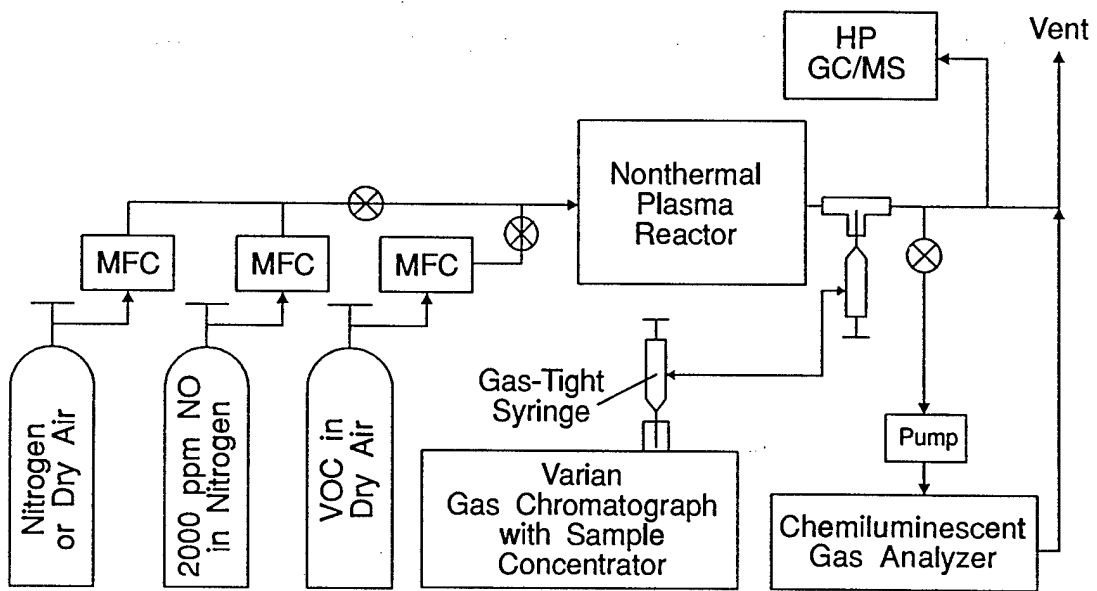 HP
GC/MS
Vent
Nonthermal
Plasma
Reactor
MFC
MFC
MFC
Nitrogen
or Dry Air
2000 ppm NO
in Nitrogen
VOC in
Dry Air
Gas-Tight
Syringe
Varian
Gas Chromatograph
with Sample
Concentrator
Pump
Chemiluminescent
Gas Analyzer